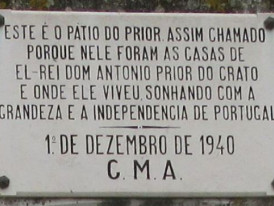 ESTE É O PÁTIO DO PRIOR, ASSIM CHAMADO
PORQUE NELE FORAM AS CASAS DE
EL-REI DOM ANTONIO PRIOR DO CRATO
E ONDE ELE VIVEU, SONHANDO COM A
GRANDEZA E A INDEPENDENCIA DE PORTUGAL
1º DE DEZEMBRO DE 1940
C. M. A.